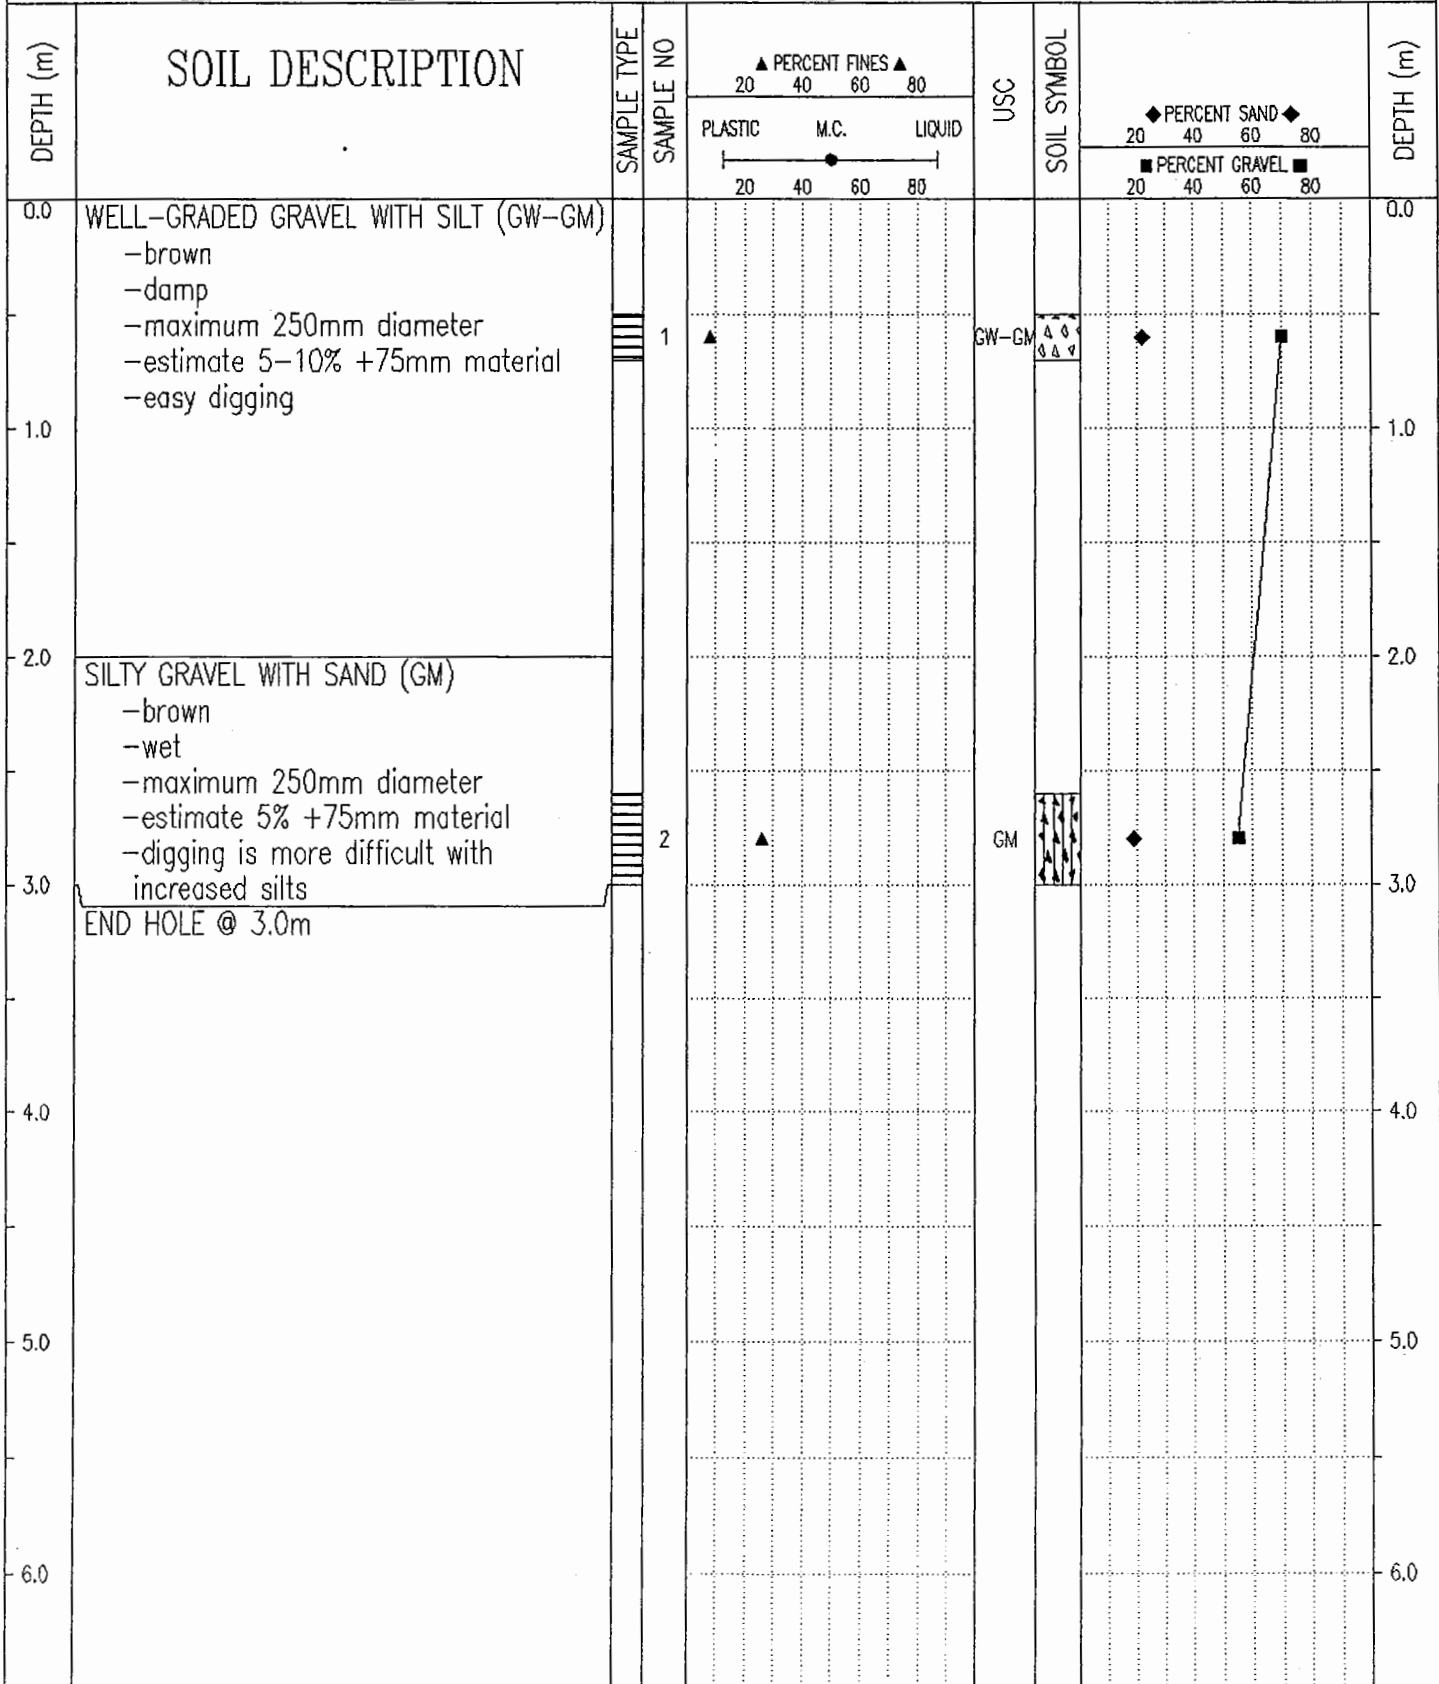 DEPTH (m)
SOIL DESCRIPTION
SAMPLE TYPE
SAMPLE NO
▲ PERCENT FINES ▲
20 40 60 80
PLASTIC M.C. LIQUID
20 40 60 80
USC
SOIL SYMBOL
◆ PERCENT SAND ◆
20 40 60 80
■ PERCENT GRAVEL ■
20 40 60 80
DEPTH (m)
0.0 WELL-GRADED GRAVEL WITH SILT (GW-GM) 0.0
-brown
-damp
-maximum 250mm diameter
1 GW-GM
-estimate 5-10% +75mm material
-easy digging
1.0 1.0
2.0 2.0
SILTY GRAVEL WITH SAND (GM)
-brown
-wet
-maximum 250mm diameter
-estimate 5% +75mm material
2 GM
-digging is more difficult with
3.0 increased silts 3.0
END HOLE @ 3.0m
4.0 4.0
5.0 5.0
6.0 6.0